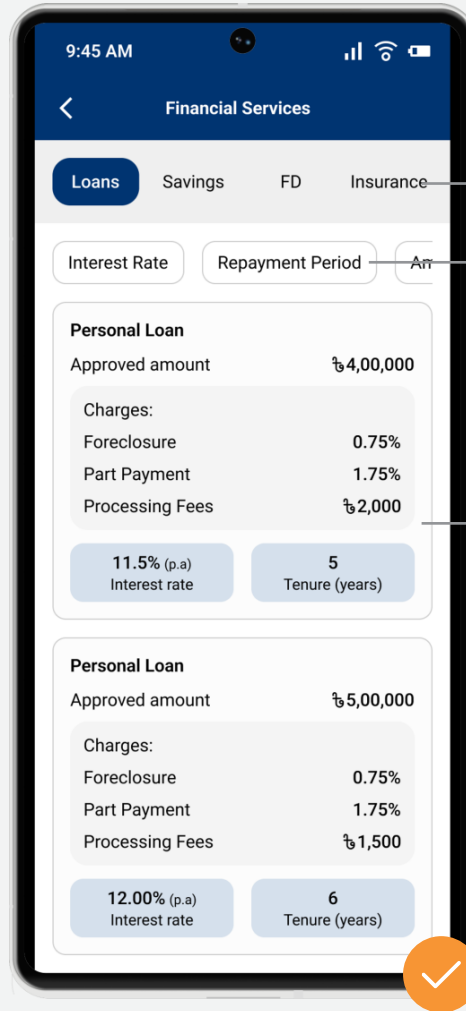 9:45 AM
Financial Services
Loans Savings FD Insurance
Interest Rate Repayment Period Am
Personal Loan
Approved amount ৳4,00,000
Charges:
Foreclosure 0.75%
Part Payment 1.75%
Processing Fees ৳2,000
11.5% (p.a) 5
Interest rate Tenure (years)
Personal Loan
Approved amount ৳5,00,000
Charges:
Foreclosure 0.75%
Part Payment 1.75%
Processing Fees ৳1,500
12.00% (p.a) 6
Interest rate Tenure (years)